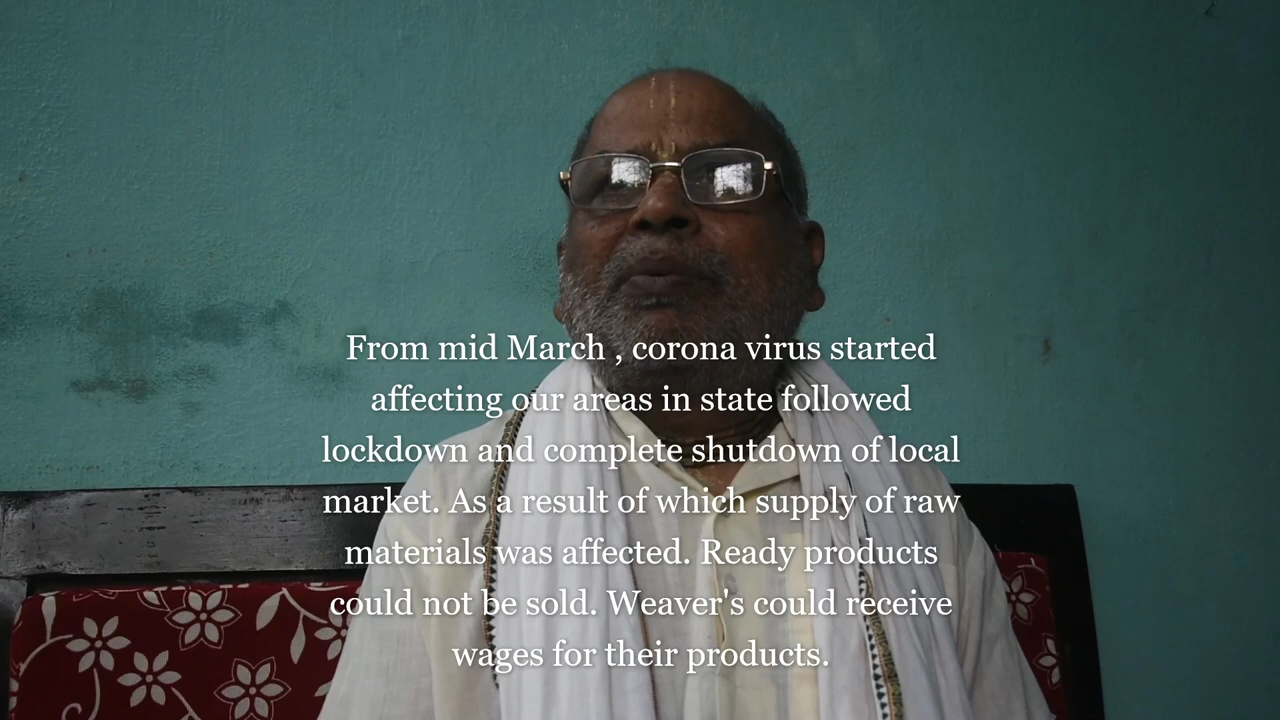 From mid March , corona virus started
affecting our areas in state followed
lockdown and complete shutdown of local
market. As a result of which supply of raw
materials was affected. Ready products
could not be sold. Weaver's could receive
wages for their products.